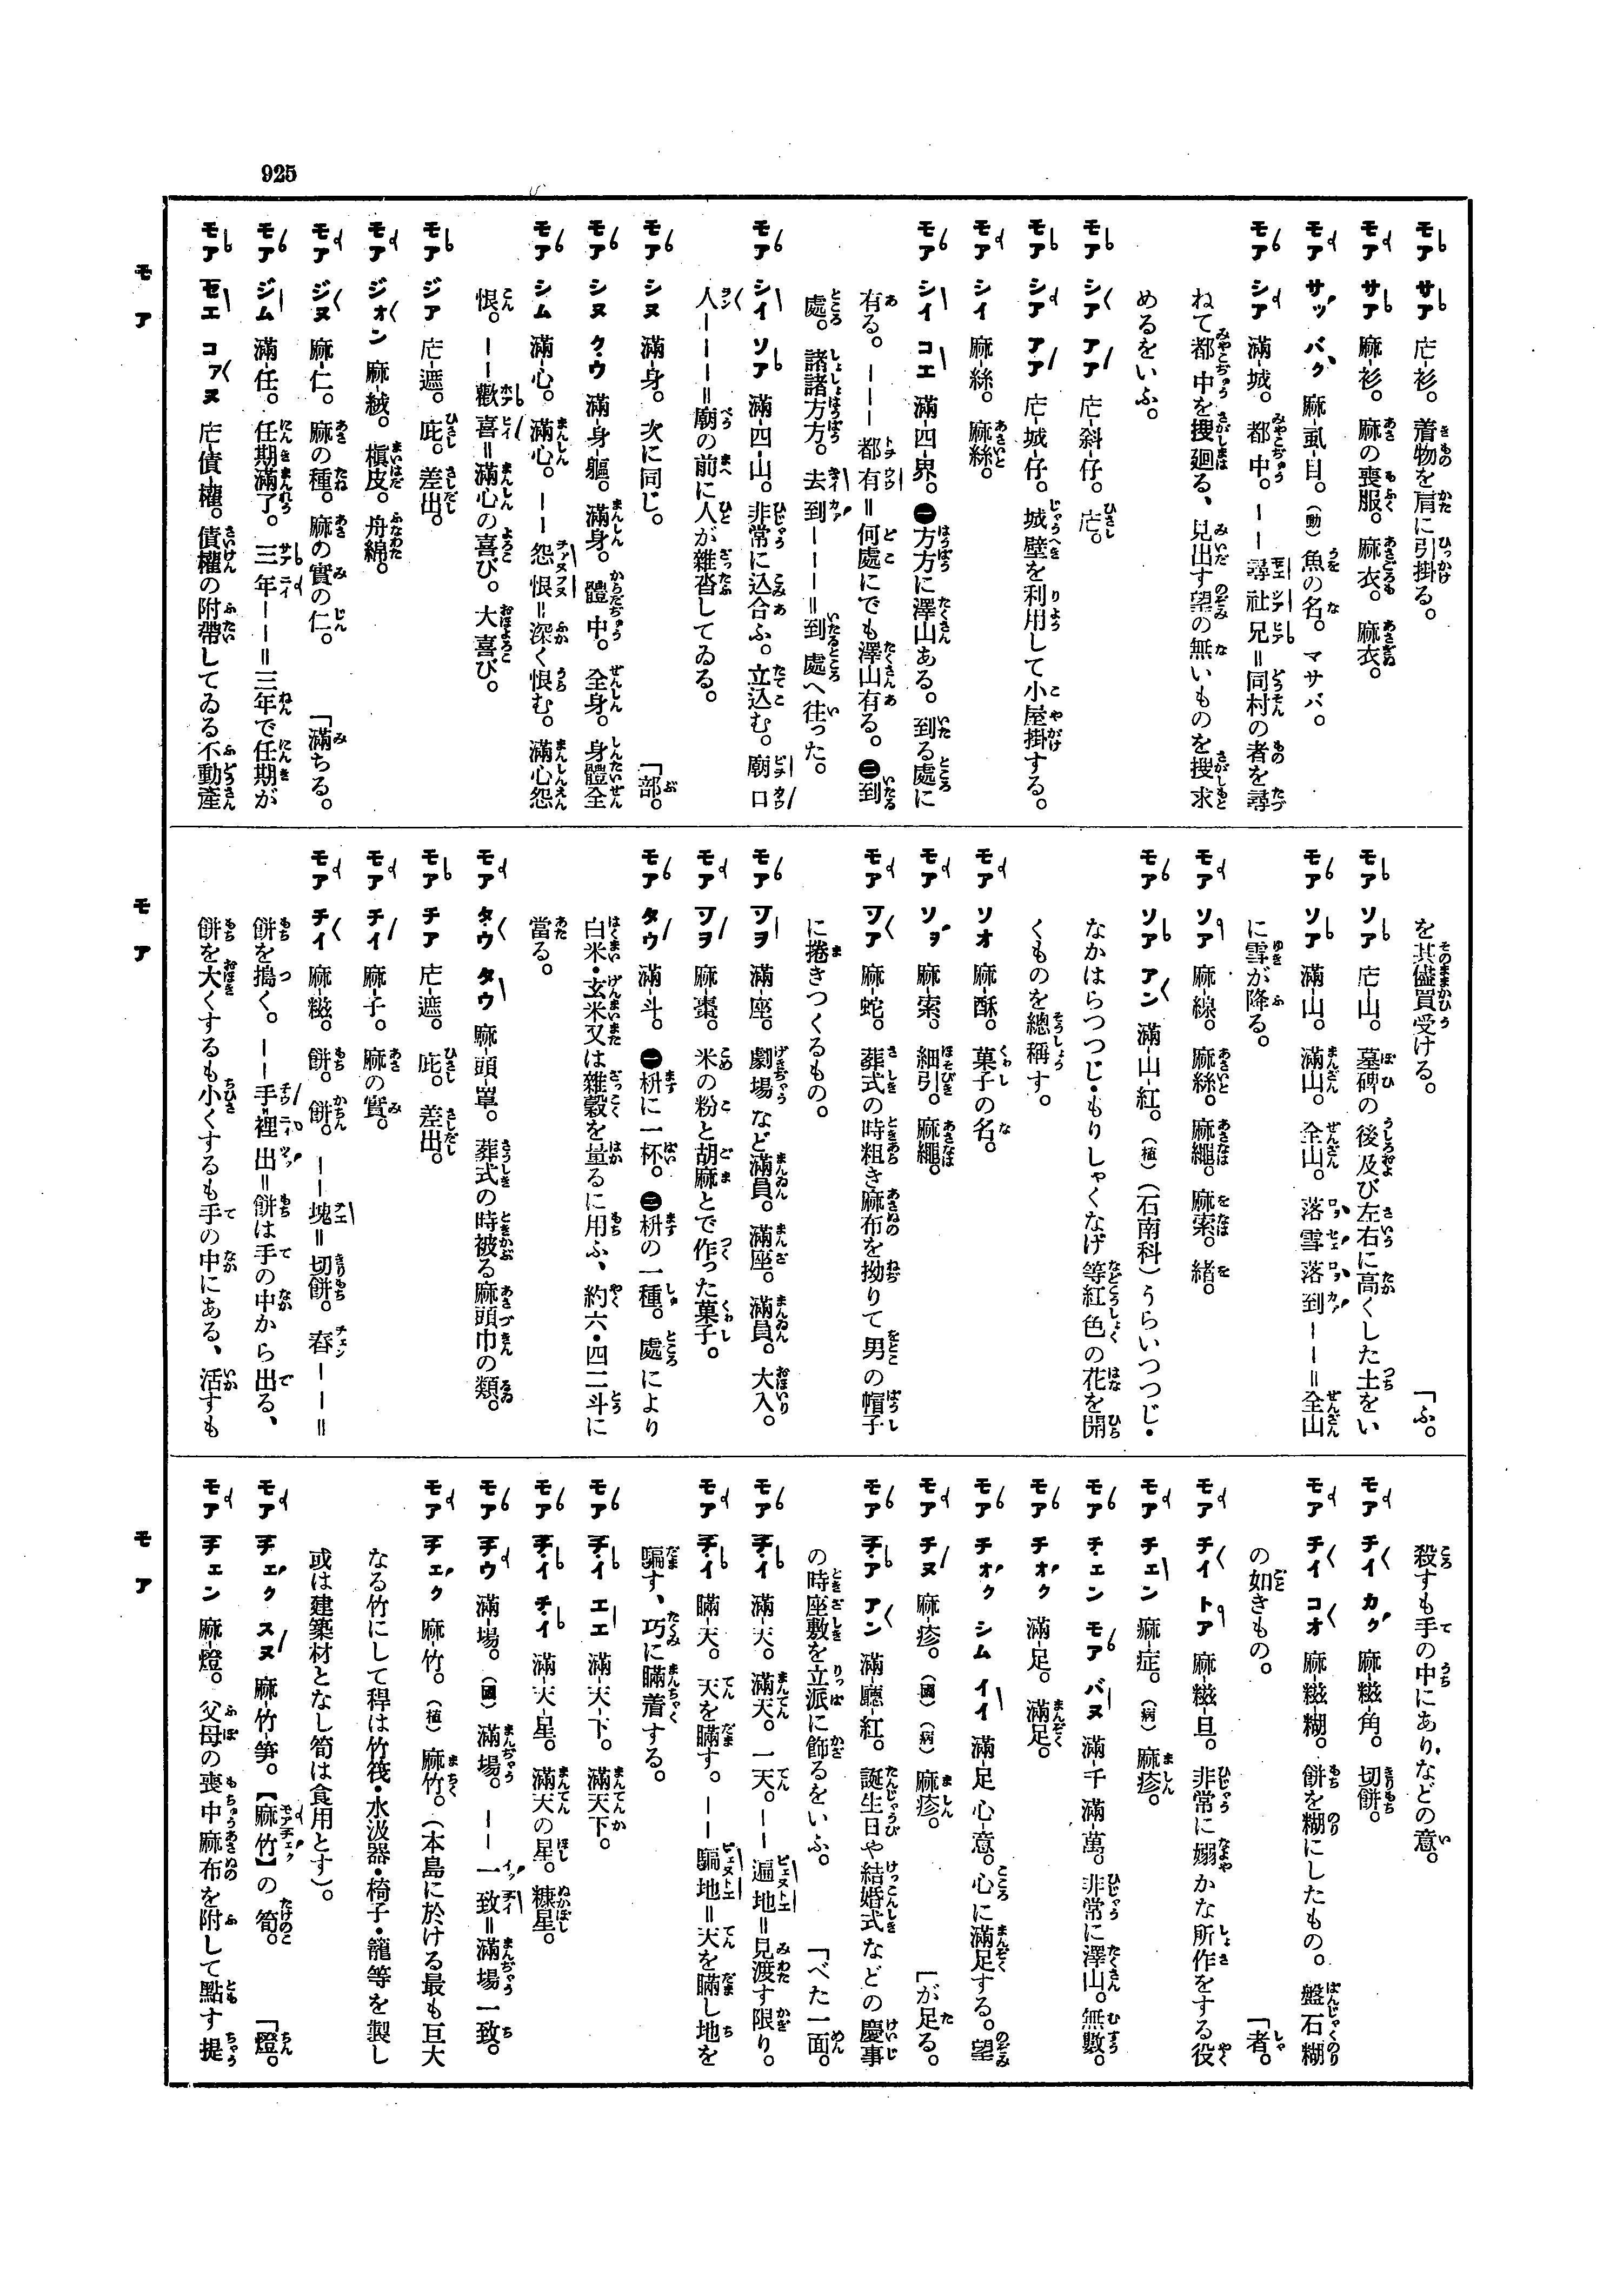 925
モア サア 庀-衫。着物を肩に引掛る。
モア サア 麻-衫。麻の喪服。麻衣。麻衣。
モア サッ バク 麻-虱-目。(動)魚の名。マサバ。
モア シア 滿-城。都中。――尋社兄=同村の者を尋
ねて都中を捜廻る、見出す望の無いものを捜求
めるをいふ。
モア シア アア 庀-斜-仔。庀。
モア シア アア 庀-城-仔。城壁を利用して小屋掛する。
モア シイ 麻-絲。麻絲。
モア シイ コエ 滿-四-界。㊀方方に澤山ある。到る處に
有る。―――都有=何處にでも澤山有る。㊁到
處。諸諸方方。去到―――=到處へ往った。
モア シイ ソア 滿-四-山。非常に込合ふ。立込む。廟口
人―――=廟の前に人が雜沓してゐる。
モア シヌ 滿-身。次に同じ。
「部。
モア シヌ ク・ウ 滿-身-軀。滿身。體中。全身。身體全
モア シム 滿-心。滿心。――怨恨=深く恨む。滿心怨
恨。――歡喜=滿心の喜び。大喜び。
モア ジア 庀-遮。庇。差出。
モア ジォン 麻-絨。槇皮。舟綿。
モア ジヌ 麻-仁。麻の種。麻の實の仁。
「滿ちる。
モア ジム 滿-任。任期滿了。三年――=三年で任期が
モア セエ コァヌ 庀-債-權。債權の附帶してゐる不動產
を其儘買受ける。
「ふ。
モア ソア 庀-山。墓碑の後及び左右に高くした土をい
モア ソア 滿-山。滿山。全山。落雪落到――=全山
に雪が降る。
モア ソア 麻-線。麻絲。麻繩。麻索。緒。
モア ソア アン 滿-山-紅。(植)(石南科)うらいつつじ・
なかはらつつじ・もりしゃくなげ等紅色の花を開
くものを總稱す。
モア ソオ 麻-酥。菓子の名。
モア ソヲ 麻-索。細引。麻繩。
モア ソア 麻-蛇。葬式の時粗き麻布を拗りて男の帽子
に捲きつくるもの。
モア ソヲ 滿-座。劇場など滿員。滿座。滿員。大入。
モア ソヲ 麻-棗。米の粉と胡麻とで作った菓子。
モア タウ 滿-斗。㊀枡に一杯。㊁枡の一種。處により
白米・玄米又は雜穀を量るに用ふ、約六・四二斗に
當る。
モア タ・ウ タウ 麻-頭-罩。葬式の時被る麻頭巾の類。
モア チア 庀-遮。庇。差出。
モア チイ 麻-子。麻の實。
モア チイ 麻-糍。餅。餅。――塊=切餅。舂――=
餅を搗く。――手裡出=餅は手の中から出る、
餅を大くするも小くするも手の中にある、活すも
殺すも手の中にあり、などの意。
モア チイ カク 麻-糍-角。切餅。
モア チイ コオ 麻-糍-糊。餅を糊にしたもの。盤石糊
の如きもの。
「者。
モア チイ トア 麻-糍-旦。非常に嫋かな所作をする役
モア チェン 痲-症。(病)麻疹。
モア チ・ェン モア バヌ 滿-千 滿-萬。非常に澤山。無數。
モア チォク 滿-足。滿足。
モア チォク シム イイ 滿-足 心-意。心に滿足する。望
[が足る。
モア チヌ 麻-疹。(國)(病)麻疹。
モア チ・ア アン 滿-廳-紅。誕生日や結婚式などの慶事
の時座敷を立派に飾るをいふ。
「べた一面。
モア チ・イ 滿-天。滿天。一天。――遍地=見渡す限り。
モア チ・イ 瞞-天。天を瞞す。――騙地=天を瞞し地を
騙す、巧に瞞着する。
モア チ・イ エエ 滿-天-下。滿天下。
モア チ・イ チ・イ 滿-天-星。滿天の星。糠星。
モア チウ 滿-場。(國)滿場。――一致=滿場一致。
モア チェク 麻-竹。(植)麻竹。(本島に於ける最も巨大
なる竹にして稈は竹筏・水汲器・椅子・籠等を製し
或は建築材となし筍は食用とす)。
モア チェク スヌ 麻-竹-笋。【麻竹】の筍。
「燈。
モア チェン 麻-燈。父母の喪中麻布を附して點す提
モ ア
モ ア
モ ア